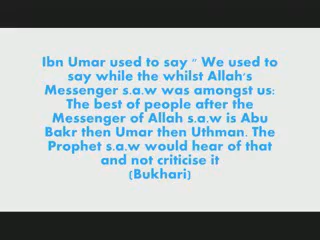 Ibn Umar used to say " We used to
say while the whilst Allah's
Messenger s.a.w was amongst us:
The best of people after the
Messenger of Allah s.a.w is Abu
Bakr then Umar then Uthman. The
Prophet s.a.w would hear of that
and not criticise it
(Bukhari)